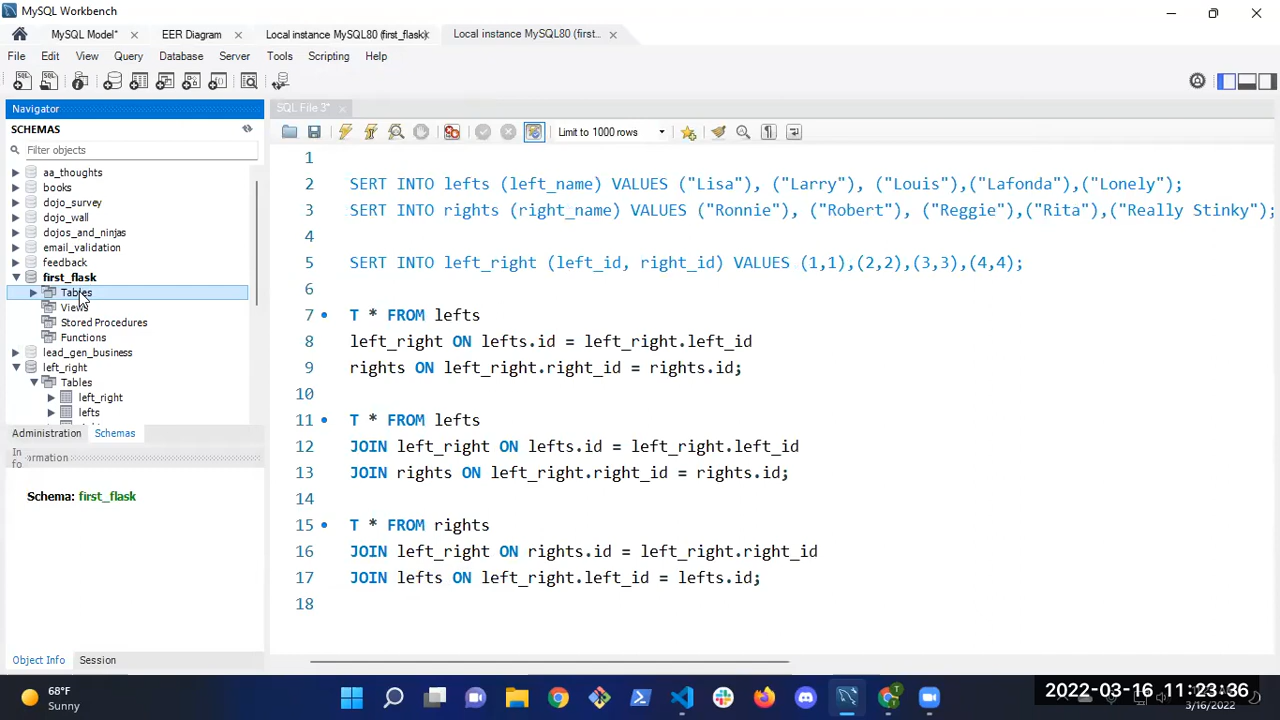 MySQL Workbench
MySQL Model* × EER Diagram × Local instance MySQL80 (first_flask) Local instance MySQL80 (first... ×
File Edit View Query Database Server Tools Scripting Help
Navigator
SQL File 3* ×
SCHEMAS
Limit to 1000 rows
Filter objects
aa_thoughts
books
dojo_survey
dojo_wall
dojos_and_ninjas
email_validation
feedback
first_flask
Tables
Views
Stored Procedures
Functions
lead_gen_business
left_right
Tables
left_right
lefts
Administration Schemas
Information
Schema: first_flask
Object Info Session
1
2 SERT INTO lefts (left_name) VALUES ("Lisa"), ("Larry"), ("Louis"),("Lafonda"),("Lonely");
3 SERT INTO rights (right_name) VALUES ("Ronnie"), ("Robert"), ("Reggie"),("Rita"),("Really Stinky");
4
5 SERT INTO left_right (left_id, right_id) VALUES (1,1),(2,2),(3,3),(4,4);
6
7 T * FROM lefts
8 left_right ON lefts.id = left_right.left_id
9 rights ON left_right.right_id = rights.id;
10
11 T * FROM lefts
12 JOIN left_right ON lefts.id = left_right.left_id
13 JOIN rights ON left_right.right_id = rights.id;
14
15 T * FROM rights
16 JOIN left_right ON rights.id = left_right.right_id
17 JOIN lefts ON left_right.left_id = lefts.id;
18
68°F
Sunny
2022-03-16 11:23:36
3/16/2022